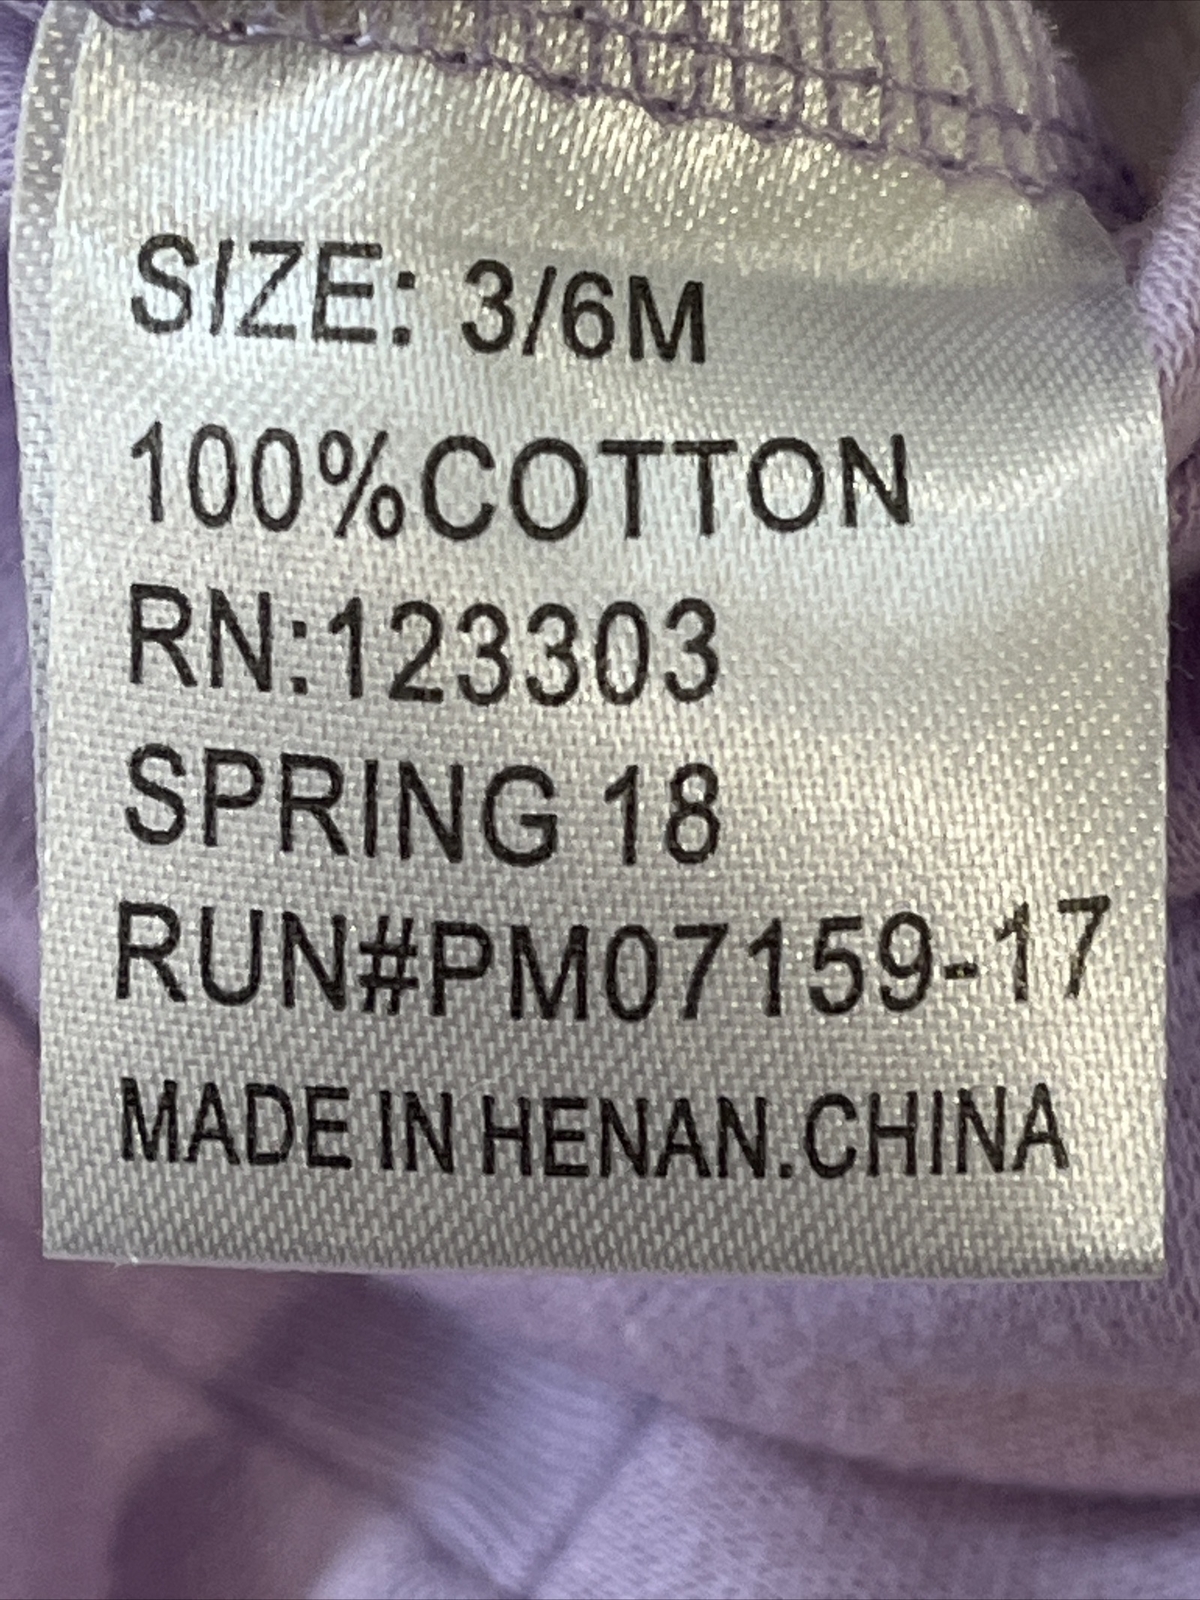 SIZE: 3/6M
100%COTTON
RN:123303
SPRING 18
RUN#PM07159-17
MADE IN HENAN.CHINA